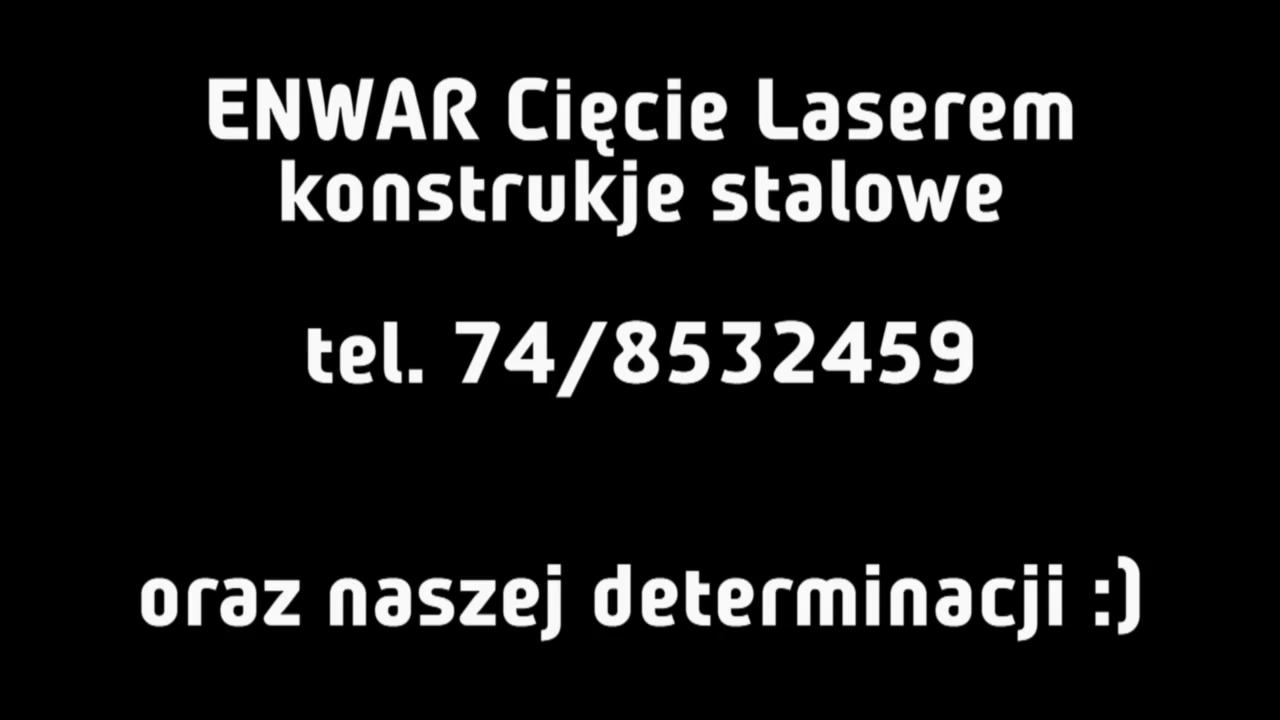 ENWAR Cięcie Laserem
konstrukje stalowe
tel. 74/8532459
oraz naszej determinacji :)